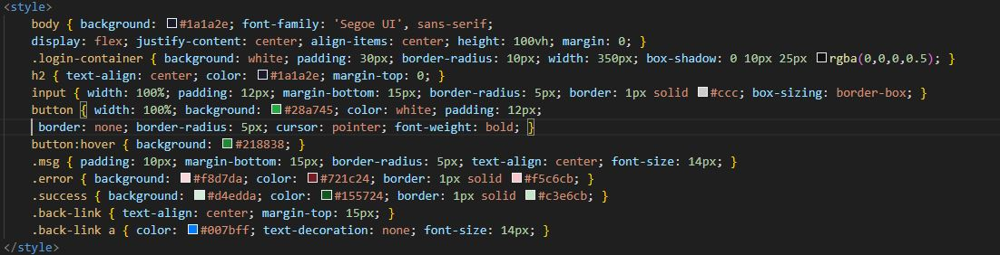 <style>
body { background: #1a1a2e; font-family: 'Segoe UI', sans-serif;
display: flex; justify-content: center; align-items: center; height: 100vh; margin: 0; }
.login-container { background: white; padding: 30px; border-radius: 10px; width: 350px; box-shadow: 0 10px 25px rgba(0,0,0,0.5); }
h2 { text-align: center; color: #1a1a2e; margin-top: 0; }
input { width: 100%; padding: 12px; margin-bottom: 15px; border-radius: 5px; border: 1px solid #ccc; box-sizing: border-box; }
button { width: 100%; background: #28a745; color: white; padding: 12px;
border: none; border-radius: 5px; cursor: pointer; font-weight: bold; }
button:hover { background: #218838; }
.msg { padding: 10px; margin-bottom: 15px; border-radius: 5px; text-align: center; font-size: 14px; }
.error { background: #f8d7da; color: #721c24; border: 1px solid #f5c6cb; }
.success { background: #d4edda; color: #155724; border: 1px solid #c3e6cb; }
.back-link { text-align: center; margin-top: 15px; }
.back-link a { color: #007bff; text-decoration: none; font-size: 14px; }
</style>